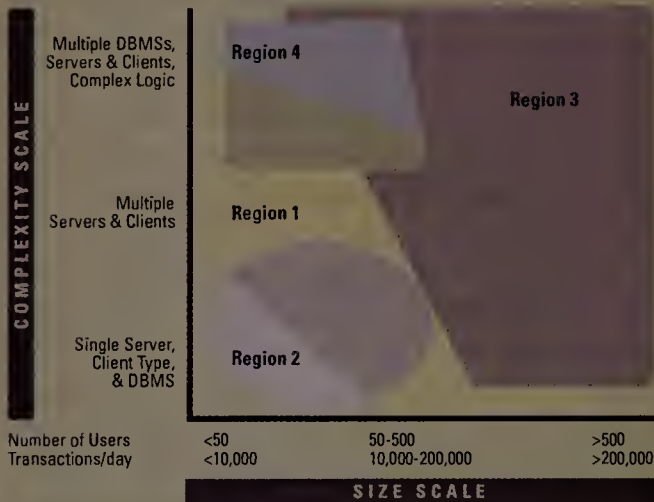 COMPLEXITY SCALE
Multiple DBMSs,
Servers & Clients,
Complex Logic
Region 4
Region 3
Multiple
Servers & Clients
Region 1
Single Server,
Client Type,
& DBMS
Region 2
Number of Users <50 50-500 >500
Transactions/day <10,000 10,000-200,000 >200,000
SIZE SCALE